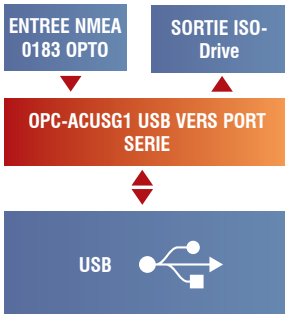 ENTREE NMEA
0183 OPTO
SORTIE ISO-
Drive
OPC-ACUSG1 USB VERS PORT
SERIE
USB